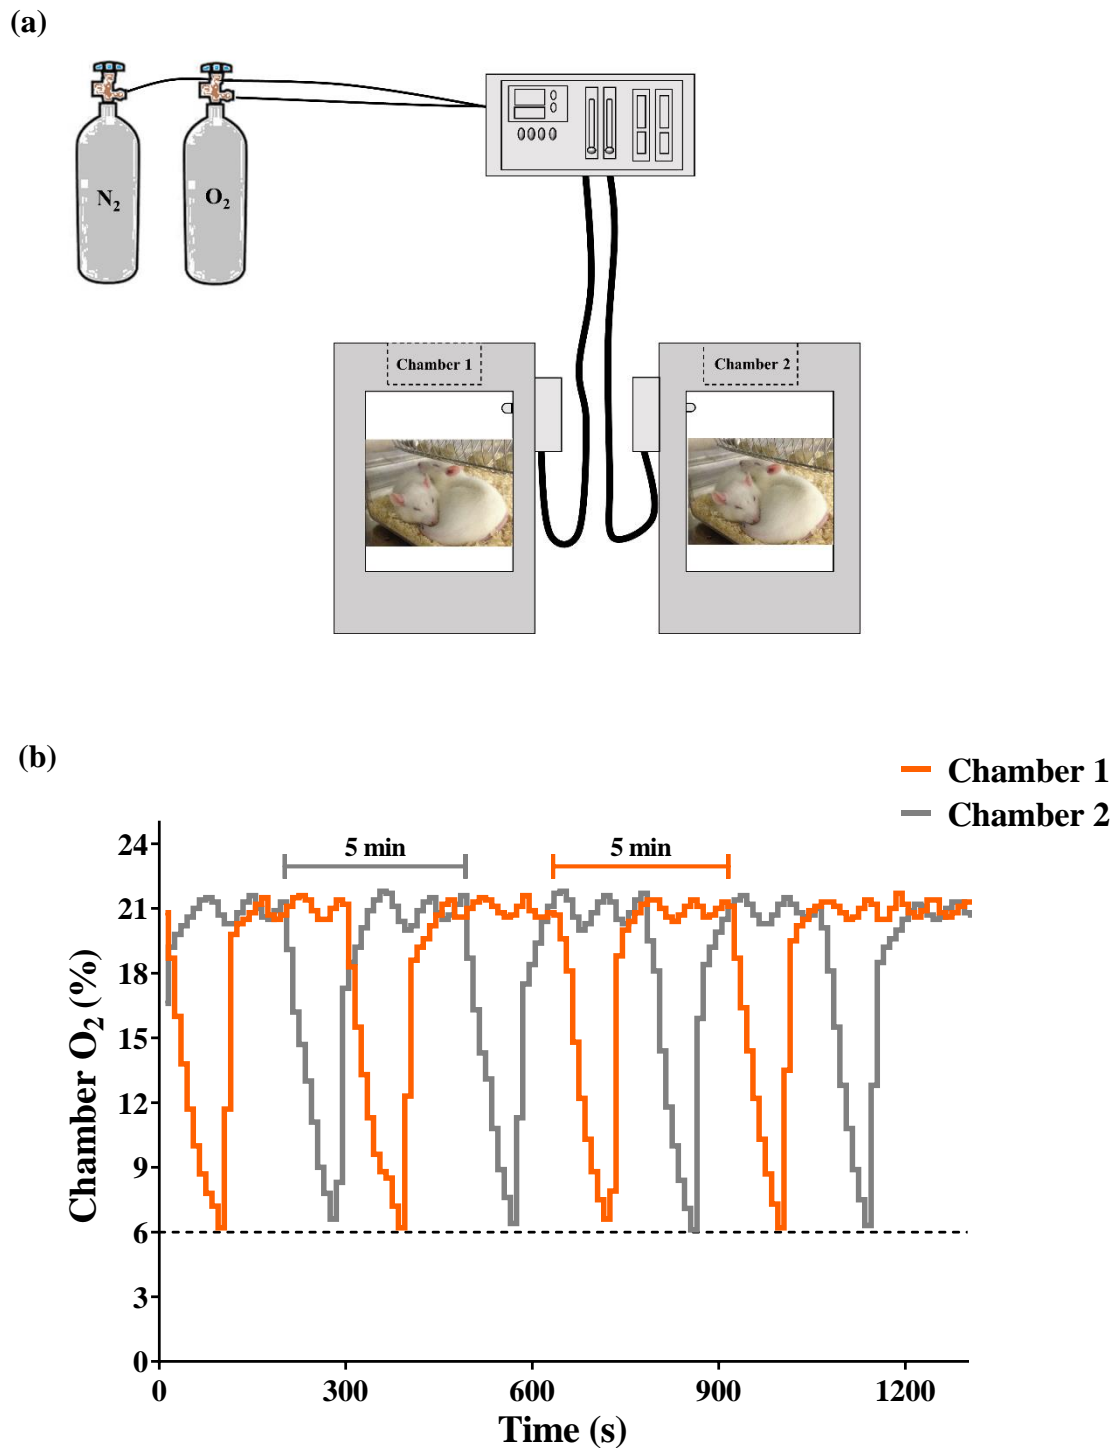 (a)
N2
O2
Chamber 1
Chamber 2
(b)
Chamber 1
Chamber 2
5 min
5 min
24
21
18
15
12
9
6
3
0
Chamber O2 (%)
0 300 600 900 1200
Time (s)